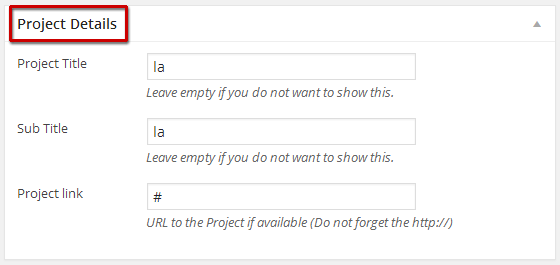 Project Details
Project Title
la
Leave empty if you do not want to show this.
Sub Title
la
Leave empty if you do not want to show this.
Project link
#
URL to the Project if available (Do not forget the http://)